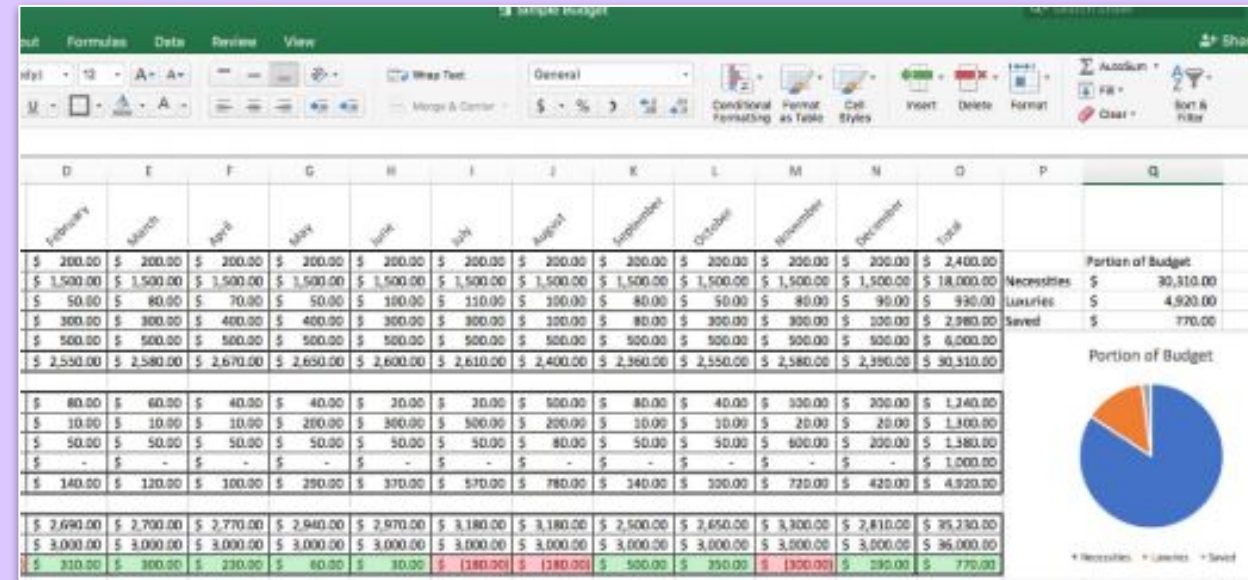 Simple Budget
Formulas Data Review View
12 A A Wrap Text General AutoSum
Fill
U A Merge & Center $ % Conditional Formatting Format as Table Cell Styles Insert Delete Format Clear Sort & Filter
D E F G H I J K L M N O P Q
February March April May June July August September October November December Total
$ 200.00 $ 200.00 $ 200.00 $ 200.00 $ 200.00 $ 200.00 $ 200.00 $ 200.00 $ 200.00 $ 200.00 $ 200.00 $ 2,400.00 Portion of Budget
$ 1,500.00 $ 1,500.00 $ 1,500.00 $ 1,500.00 $ 1,500.00 $ 1,500.00 $ 1,500.00 $ 1,500.00 $ 1,500.00 $ 1,500.00 $ 1,500.00 $ 18,000.00 Necessities $ 30,310.00
$ 50.00 $ 80.00 $ 70.00 $ 50.00 $ 100.00 $ 110.00 $ 100.00 $ 80.00 $ 50.00 $ 80.00 $ 90.00 $ 930.00 Luxuries $ 4,920.00
$ 300.00 $ 300.00 $ 400.00 $ 400.00 $ 300.00 $ 300.00 $ 100.00 $ 80.00 $ 300.00 $ 300.00 $ 100.00 $ 2,980.00 Saved $ 770.00
$ 500.00 $ 500.00 $ 500.00 $ 500.00 $ 500.00 $ 500.00 $ 500.00 $ 500.00 $ 500.00 $ 500.00 $ 500.00 $ 6,000.00
$ 2,550.00 $ 2,580.00 $ 2,670.00 $ 2,650.00 $ 2,600.00 $ 2,610.00 $ 2,400.00 $ 2,360.00 $ 2,550.00 $ 2,580.00 $ 2,390.00 $ 30,310.00
Portion of Budget
$ 80.00 $ 60.00 $ 40.00 $ 40.00 $ 20.00 $ 20.00 $ 500.00 $ 80.00 $ 40.00 $ 100.00 $ 200.00 $ 1,240.00
$ 10.00 $ 10.00 $ 10.00 $ 200.00 $ 300.00 $ 500.00 $ 200.00 $ 10.00 $ 10.00 $ 20.00 $ 20.00 $ 1,300.00
$ 50.00 $ 50.00 $ 50.00 $ 50.00 $ 50.00 $ 50.00 $ 80.00 $ 50.00 $ 50.00 $ 600.00 $ 200.00 $ 1,380.00
$ - $ - $ - $ - $ - $ - $ - $ - $ - $ - $ - $ 1,000.00
$ 140.00 $ 120.00 $ 100.00 $ 290.00 $ 370.00 $ 570.00 $ 780.00 $ 140.00 $ 100.00 $ 720.00 $ 420.00 $ 4,920.00
$ 2,690.00 $ 2,700.00 $ 2,770.00 $ 2,940.00 $ 2,970.00 $ 3,180.00 $ 3,180.00 $ 2,500.00 $ 2,650.00 $ 3,300.00 $ 2,810.00 $ 35,230.00
$ 3,000.00 $ 3,000.00 $ 3,000.00 $ 3,000.00 $ 3,000.00 $ 3,000.00 $ 3,000.00 $ 3,000.00 $ 3,000.00 $ 3,000.00 $ 3,000.00 $ 36,000.00
$ 310.00 $ 300.00 $ 230.00 $ 60.00 $ 30.00 $ (180.00) $ (180.00) $ 500.00 $ 350.00 $ (300.00) $ 190.00 $ 770.00
Necessities Luxuries Saved